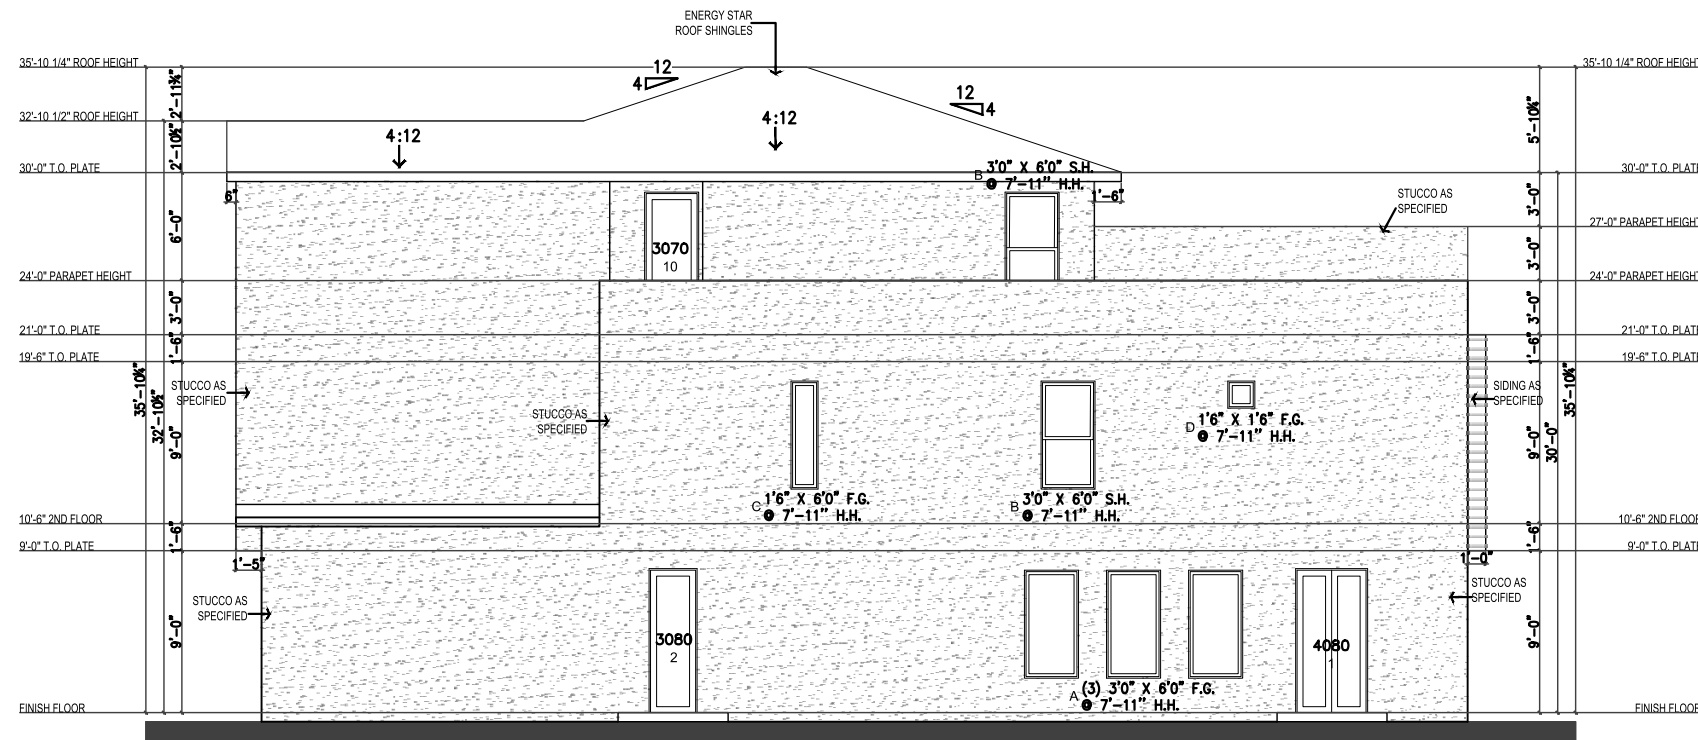 ENERGY STAR
ROOF SHINGLES
35'-10 1/4" ROOF HEIGHT
35'-10 1/4" ROOF HEIGHT
12
4
12
4
2'-11¾"
5'-10¼"
32'-10 1/2" ROOF HEIGHT
4:12
4:12
2'-10½"
30'-0" T.O. PLATE
30'-0" T.O. PLATE
B
3'0" X 6'0" S.H.
@ 7'-11" H.H.
6"
1'-6"
STUCCO AS
SPECIFIED
3'-0"
27'-0" PARAPET HEIGHT
6'-0"
3070
10
3'-0"
24'-0" PARAPET HEIGHT
24'-0" PARAPET HEIGHT
3'-0"
3'-0"
21'-0" T.O. PLATE
21'-0" T.O. PLATE
1'-6"
1'-6"
19'-6" T.O. PLATE
19'-6" T.O. PLATE
35'-10¼"
32'-10½"
STUCCO AS
SPECIFIED
STUCCO AS
SPECIFIED
SIDING AS
SPECIFIED
35'-10¼"
30'-0"
9'-0"
9'-0"
D
1'6" X 1'6" F.G.
@ 7'-11" H.H.
C
1'6" X 6'0" F.G.
@ 7'-11" H.H.
B
3'0" X 6'0" S.H.
@ 7'-11" H.H.
10'-6" 2ND FLOOR
10'-6" 2ND FLOOR
1'-6"
1'-6"
9'-0" T.O. PLATE
9'-0" T.O. PLATE
1'-5"
1'-0"
STUCCO AS
SPECIFIED
STUCCO AS
SPECIFIED
9'-0"
9'-0"
3080
2
4080
1
A
(3) 3'0" X 6'0" F.G.
@ 7'-11" H.H.
FINISH FLOOR
FINISH FLOOR